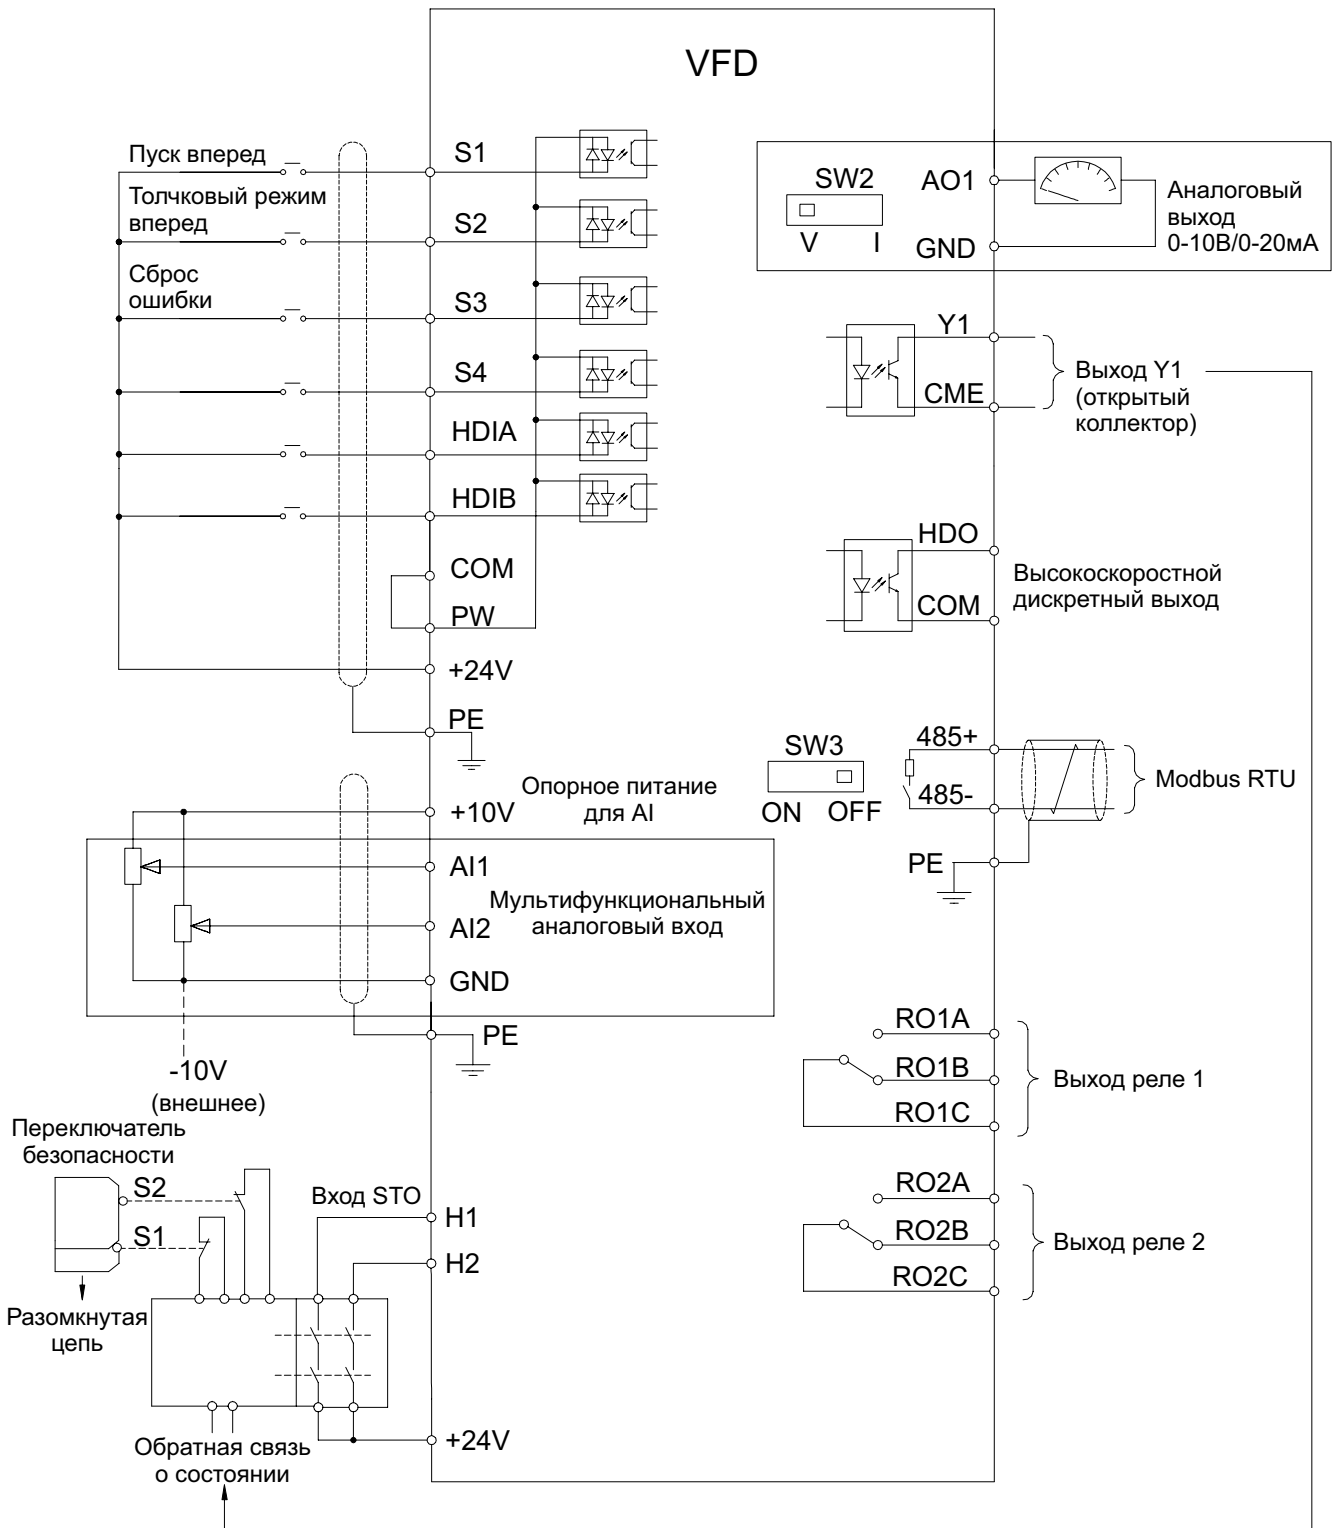 VFD
Пуск вперед
S1
Толчковый режим
вперед
S2
Сброс
ошибки
S3
S4
HDIA
HDIB
COM
PW
+24V
PE
SW2
V I
AO1
GND
Аналоговый
выход
0-10В/0-20мА
Y1
CME
Выход Y1
(открытый
коллектор)
HDO
COM
Высокоскоростной
дискретный выход
SW3
ON OFF
485+
485-
Modbus RTU
PE
Опорное питание
для AI
+10V
AI1
Мультифункциональный
аналоговый вход
AI2
GND
PE
-10V
(внешнее)
RO1A
RO1B
RO1C
Выход реле 1
RO2A
RO2B
RO2C
Выход реле 2
Переключатель
безопасности
S2
S1
Вход STO
H1
H2
Разомкнутая
цепь
+24V
Обратная связь
о состоянии